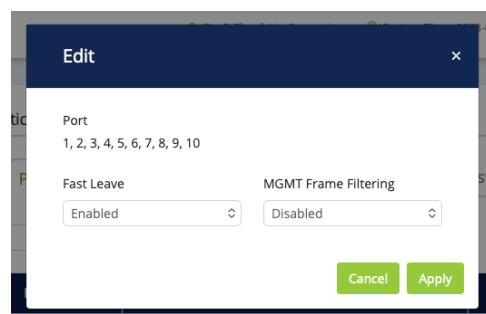 Edit
×
Port
1, 2, 3, 4, 5, 6, 7, 8, 9, 10
Fast Leave
MGMT Frame Filtering
Enabled
Disabled
Cancel
Apply